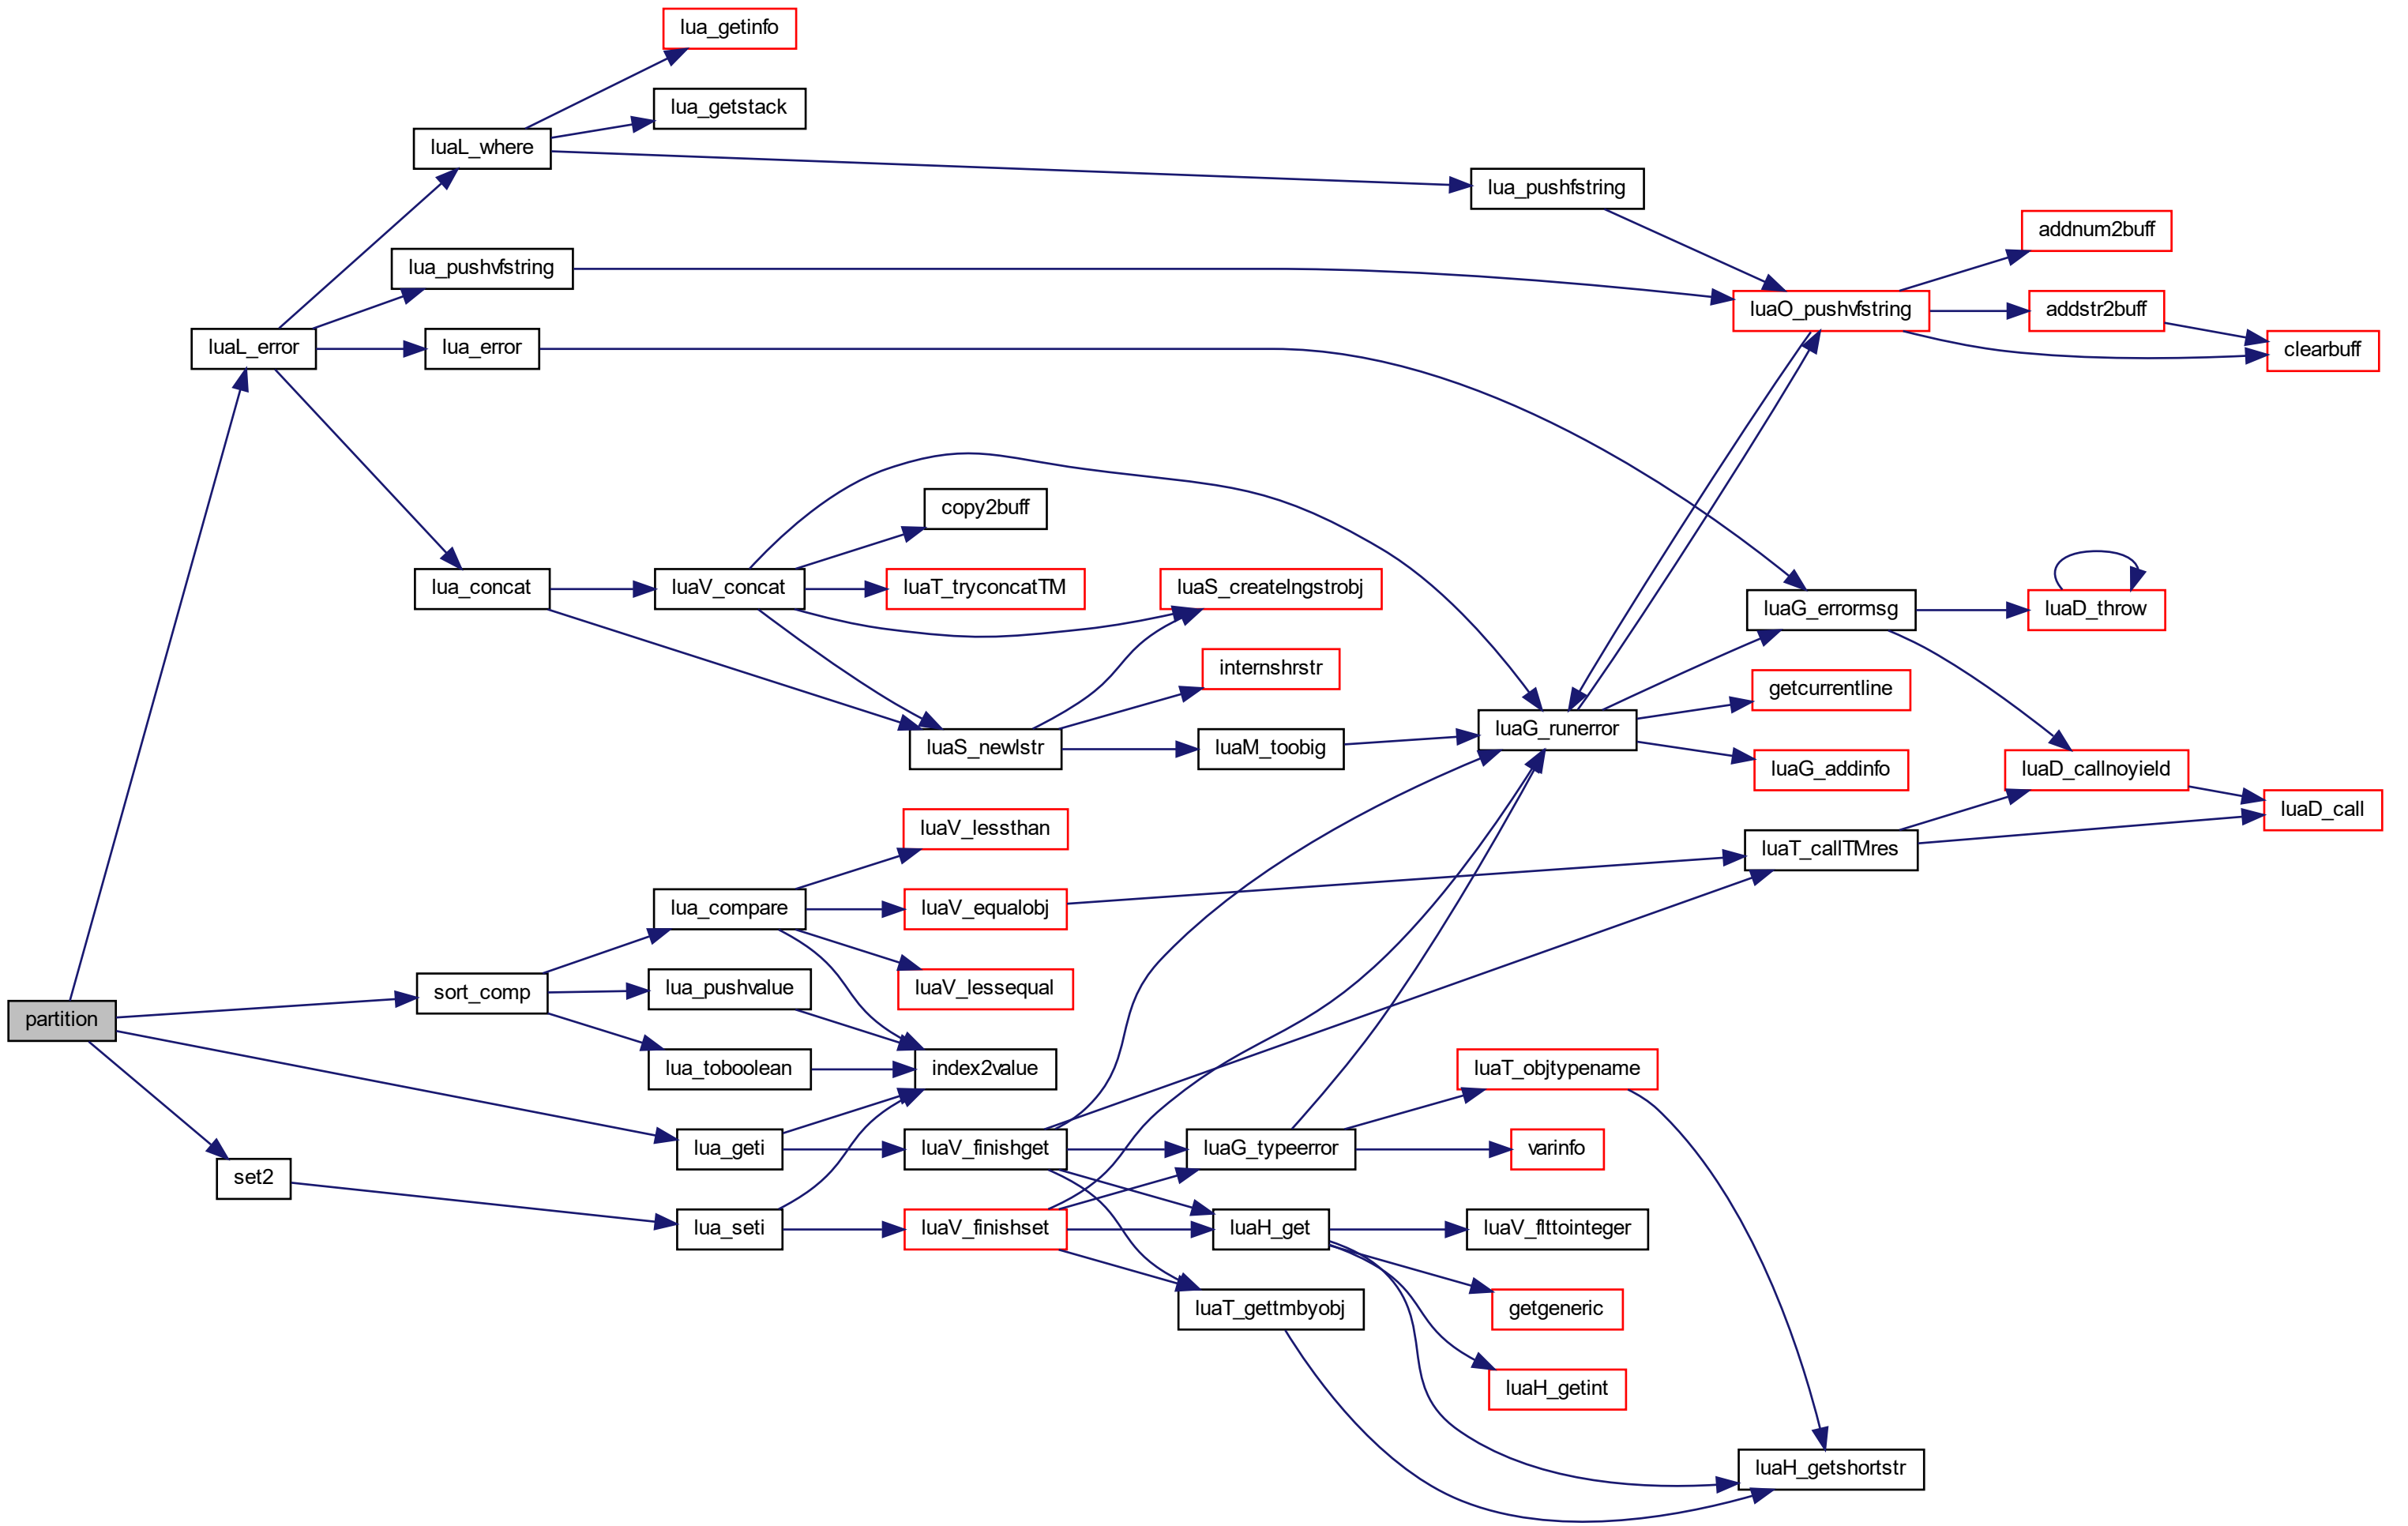 lua_getinfo
lua_getstack
luaL_where
lua_pushfstring
addnum2buff
lua_pushvfstring
luaO_pushvfstring
addstr2buff
luaL_error
lua_error
clearbuff
copy2buff
lua_concat
luaV_concat
luaT_tryconcatTM
luaS_createlngstrobj
luaG_errormsg
luaD_throw
internshrstr
getcurrentline
luaS_newlstr
luaM_toobig
luaG_runerror
luaG_addinfo
luaD_callnoyield
luaD_call
luaV_lessthan
luaT_callTMres
lua_compare
luaV_equalobj
sort_comp
lua_pushvalue
luaV_lessequal
partition
lua_toboolean
index2value
luaT_objtypename
lua_geti
luaV_finishget
luaG_typeerror
varinfo
set2
lua_seti
luaV_finishset
luaH_get
luaV_flttointeger
luaT_gettmbyobj
getgeneric
luaH_getint
luaH_getshortstr